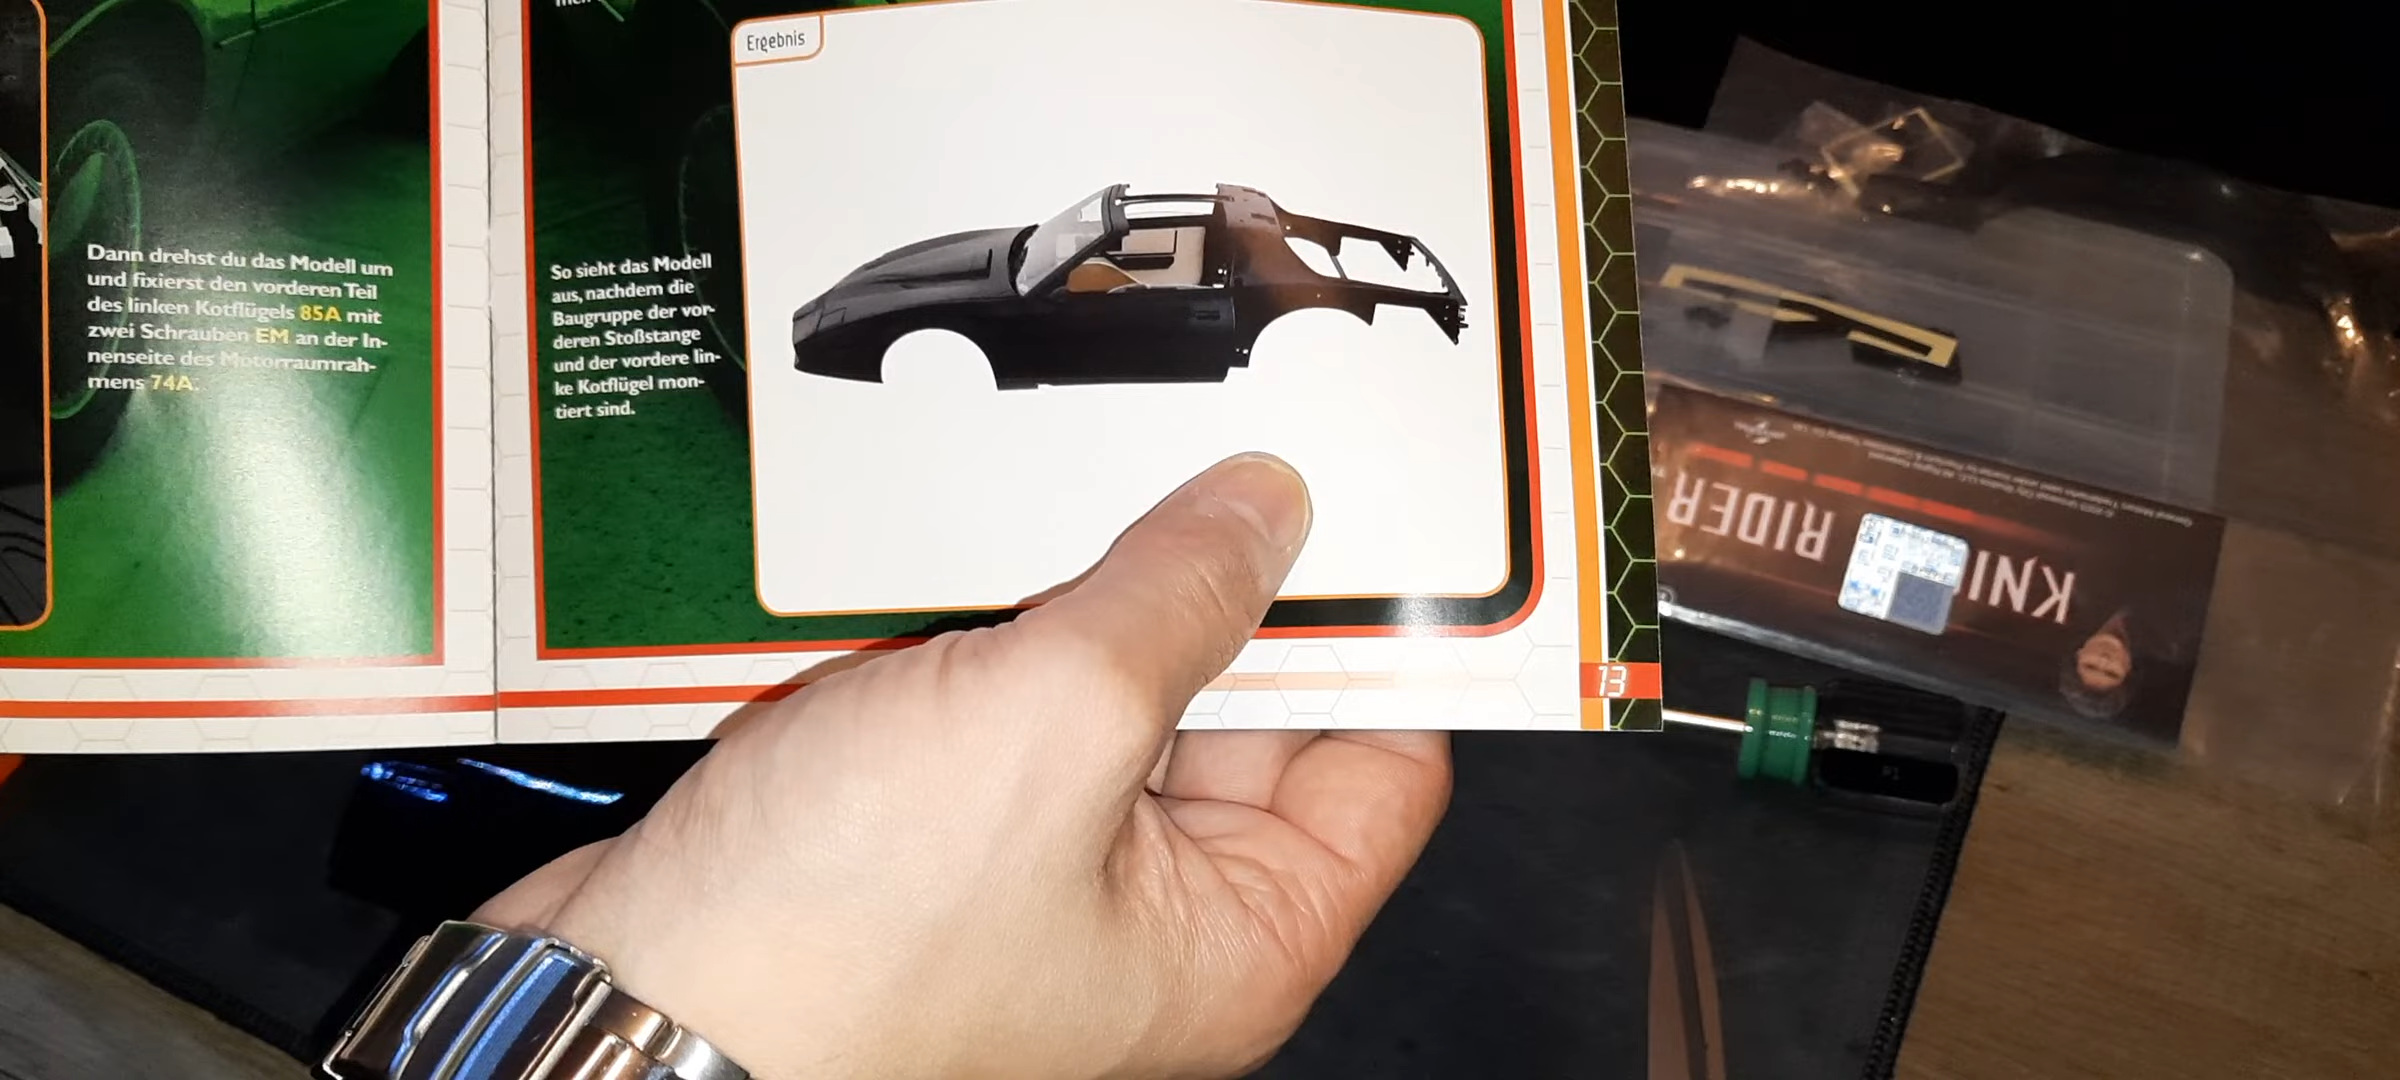 Dann drehst du das Modell um
und fixierst den vorderen Teil
des linken Kotflügels 85A mit
zwei Schrauben EM an der In-
nenseite des Motorraumrah-
mens 74A.
Ergebnis
So sieht das Modell
aus, nachdem die
Baugruppe der vor-
deren Stoßstange
und der vordere lin-
ke Kotflügel mon-
tiert sind.
13
RIDER